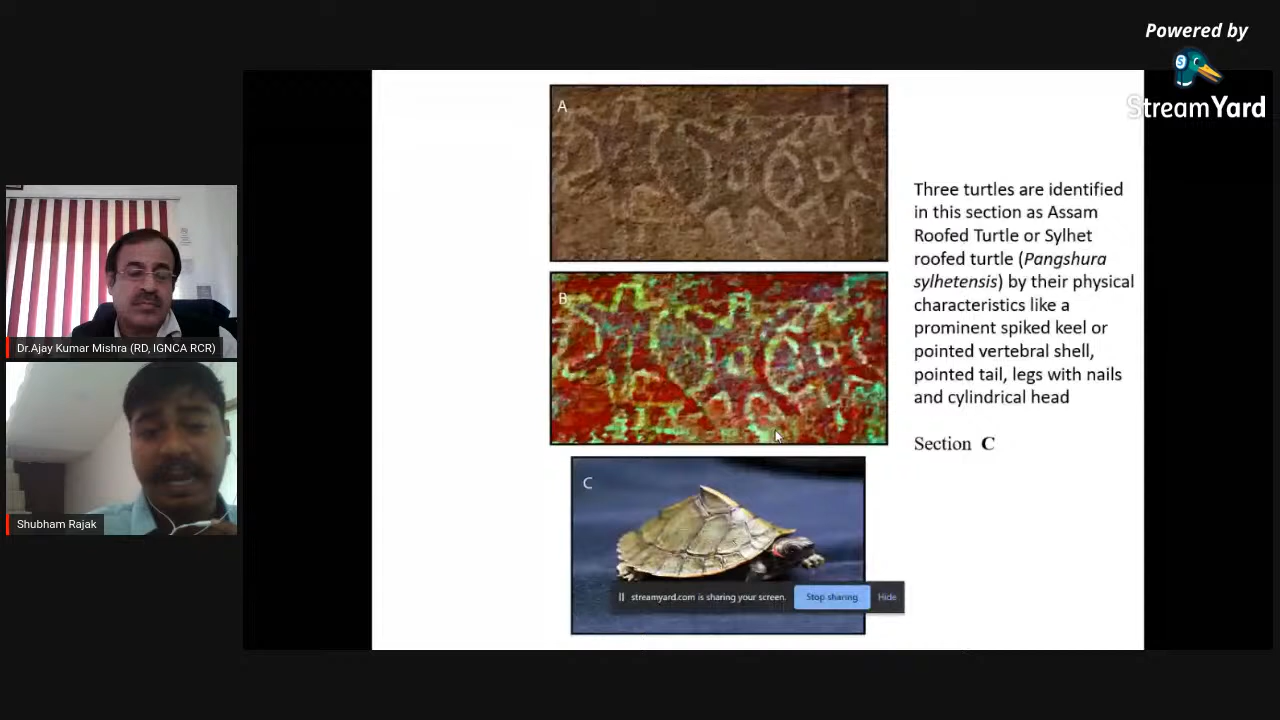 Powered by
StreamYard
A
B
C
Three turtles are identified
in this section as Assam
Roofed Turtle or Sylhet
roofed turtle (Pangshura
sylhetensis) by their physical
characteristics like a
prominent spiked keel or
pointed vertebral shell,
pointed tail, legs with nails
and cylindrical head
Section C
Dr.Ajay Kumar Mishra (RD, IGNCA RCR)
Shubham Rajak
streamyard.com is sharing your screen.
Stop sharing
Hide